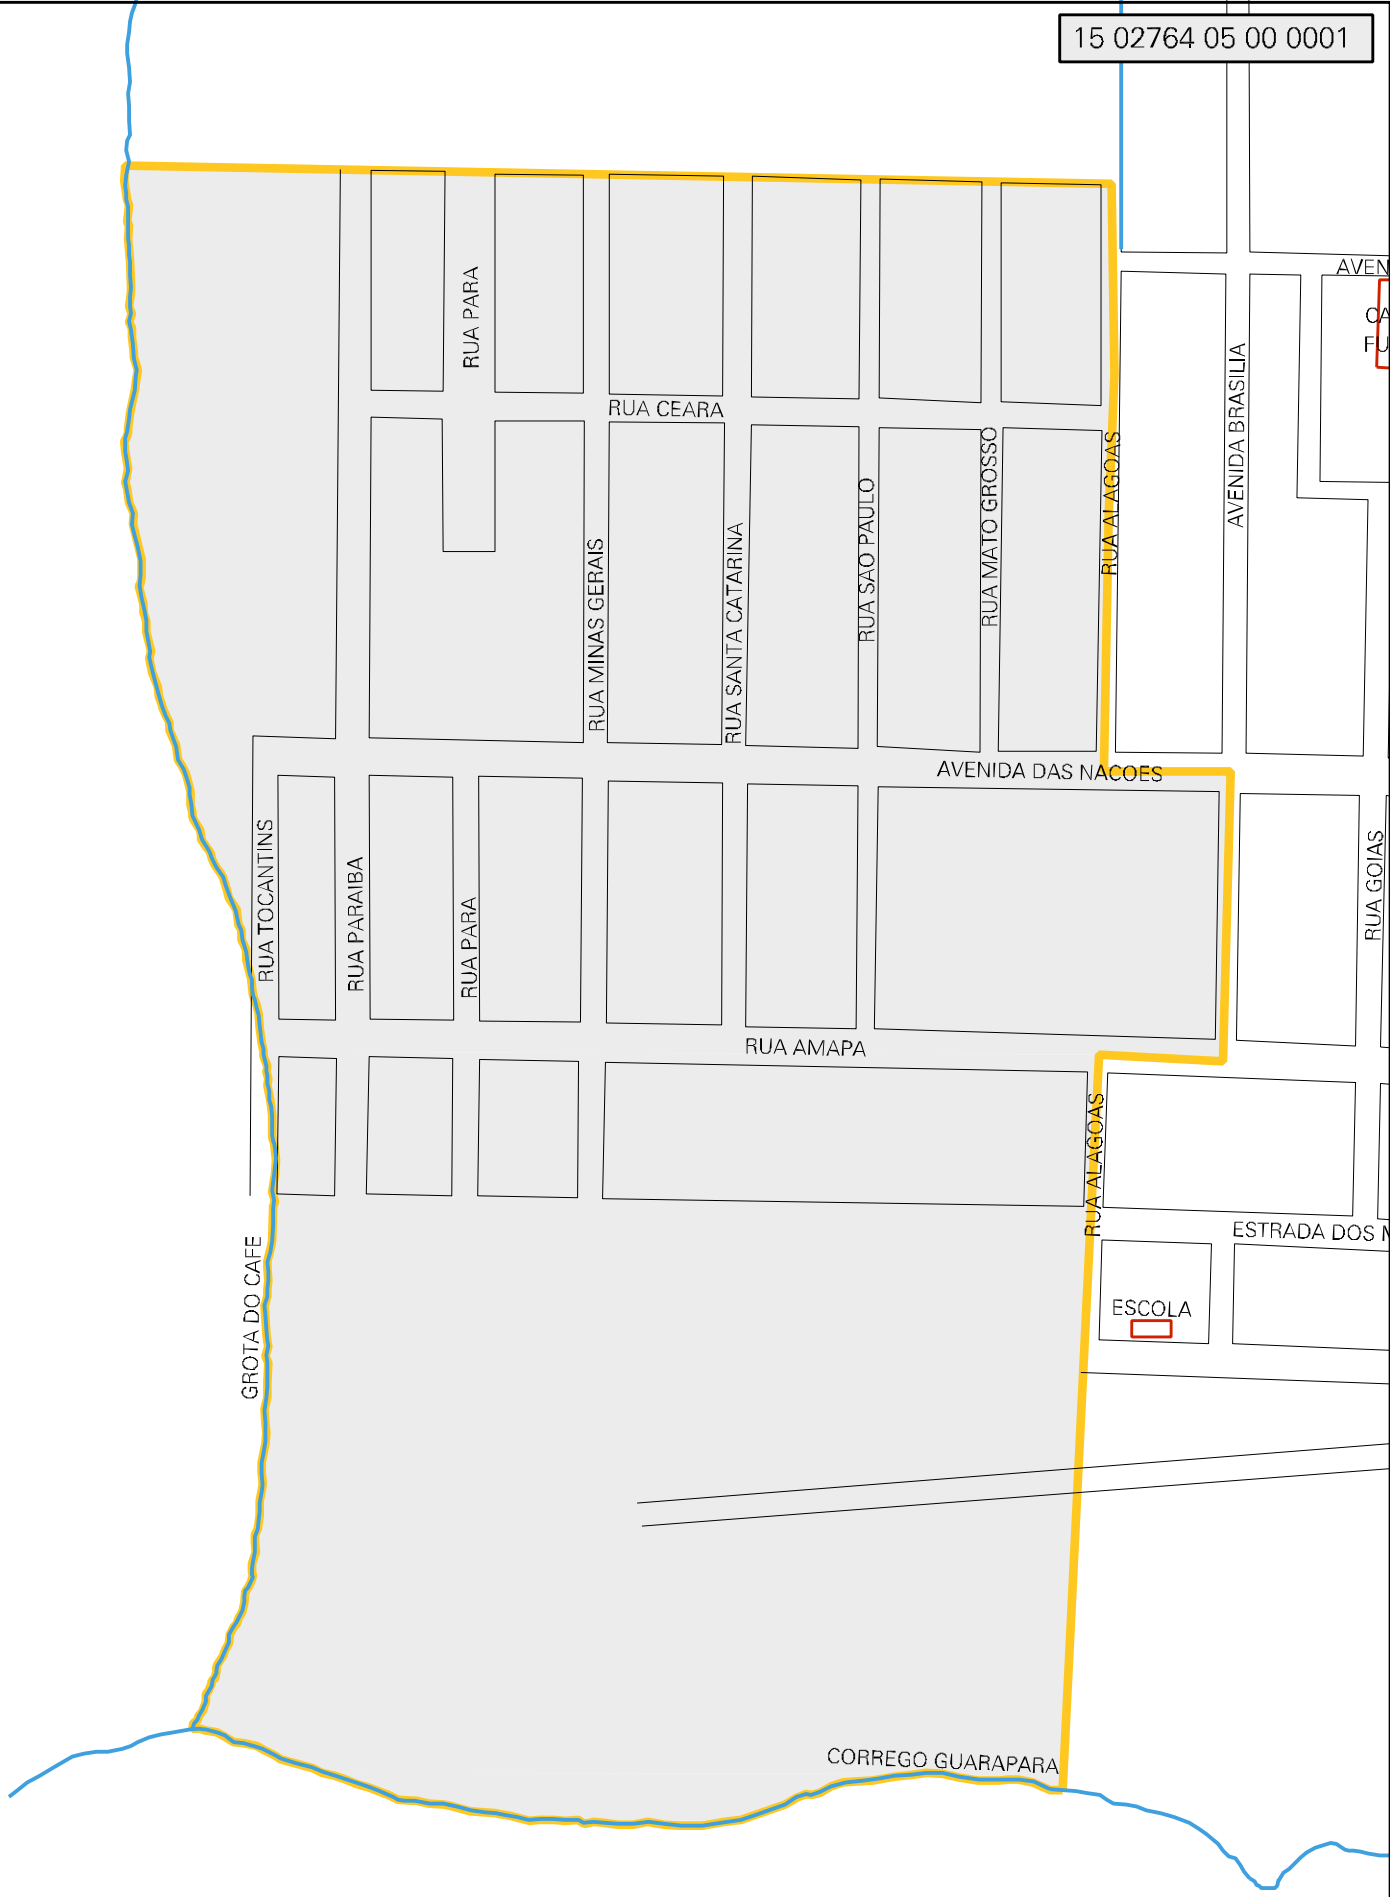 15 02764 05 00 0001
AVEN
CA
FU
RUA PARA
AVENIDA BRASILIA
RUA CEARA
RUA ALAGOAS
RUA MATO GROSSO
RUA SAO PAULO
RUA SANTA CATARINA
RUA MINAS GERAIS
AVENIDA DAS NACOES
RUA TOCANTINS
RUA PARAIBA
RUA PARA
RUA GOIAS
RUA AMAPA
RUA ALAGOAS
ESTRADA DOS M
GROTA DO CAFE
ESCOLA
CORREGO GUARAPARA